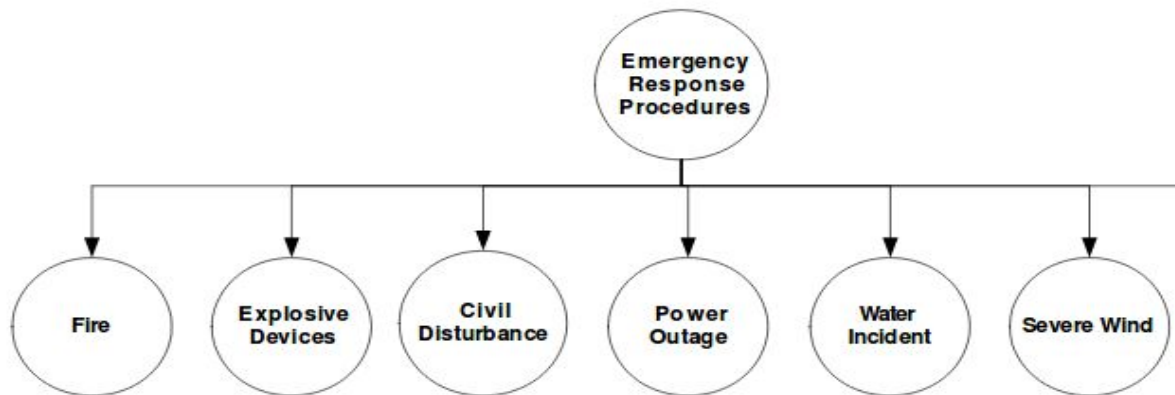 Emergency
Response
Procedures
Fire
Explosive
Devices
Civil
Disturbance
Power
Outage
Water
Incident
Severe Wind